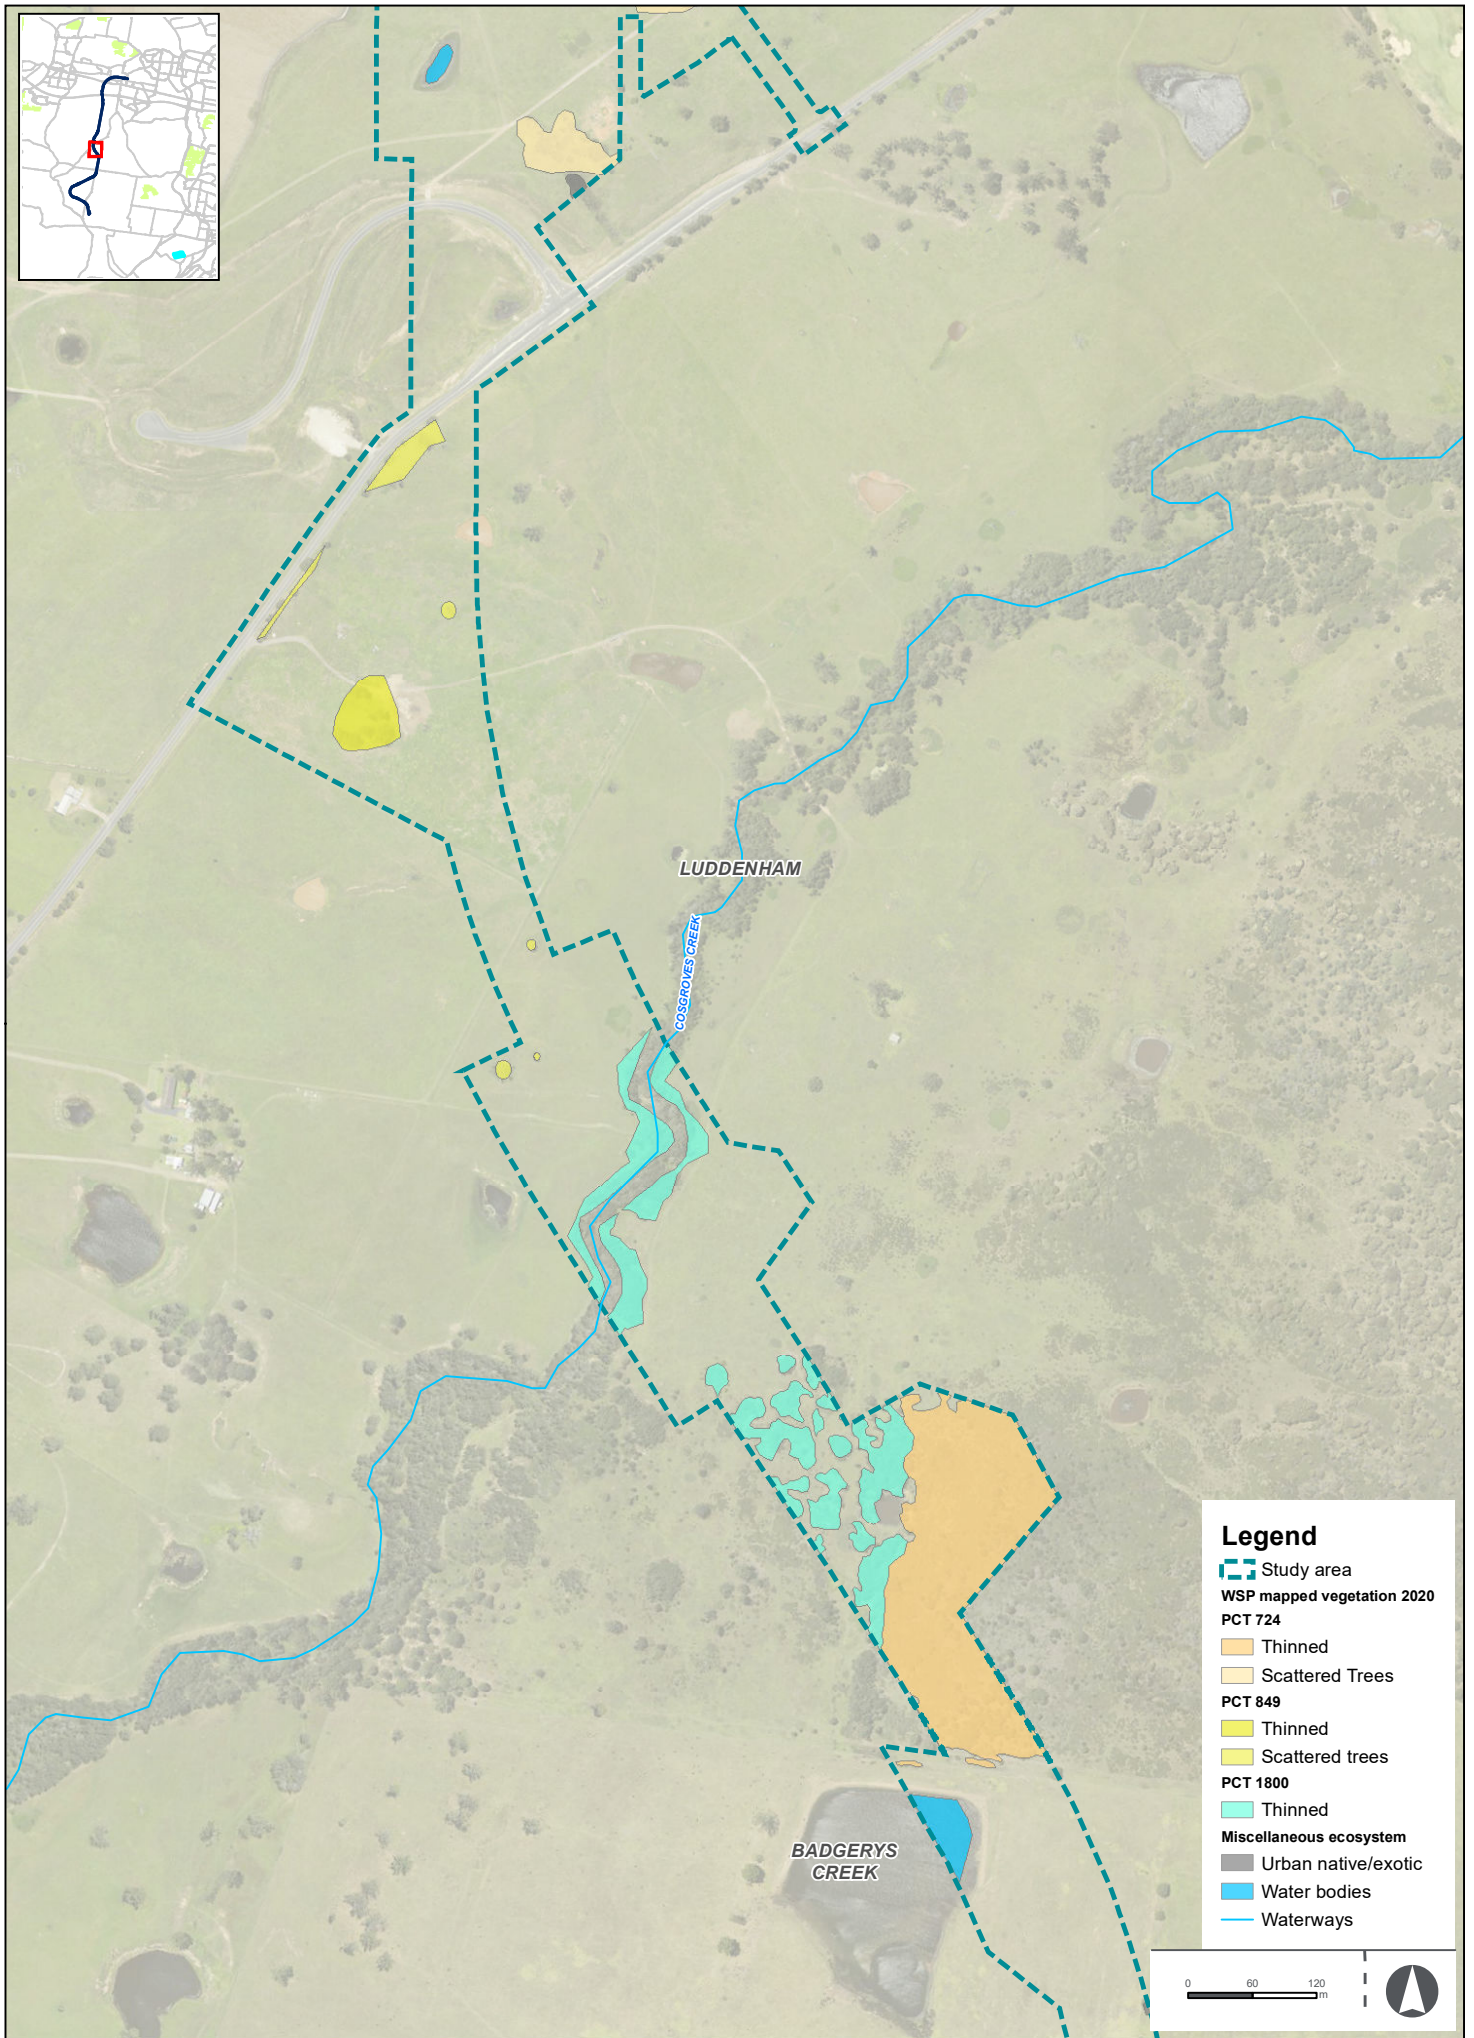 LUDDENHAM
COSGROVES CREEK
BADGERYS
CREEK
Legend
Study area
WSP mapped vegetation 2020
PCT 724
Thinned
Scattered Trees
PCT 849
Thinned
Scattered trees
PCT 1800
Thinned
Miscellaneous ecosystem
Urban native/exotic
Water bodies
Waterways
0 60 120
m